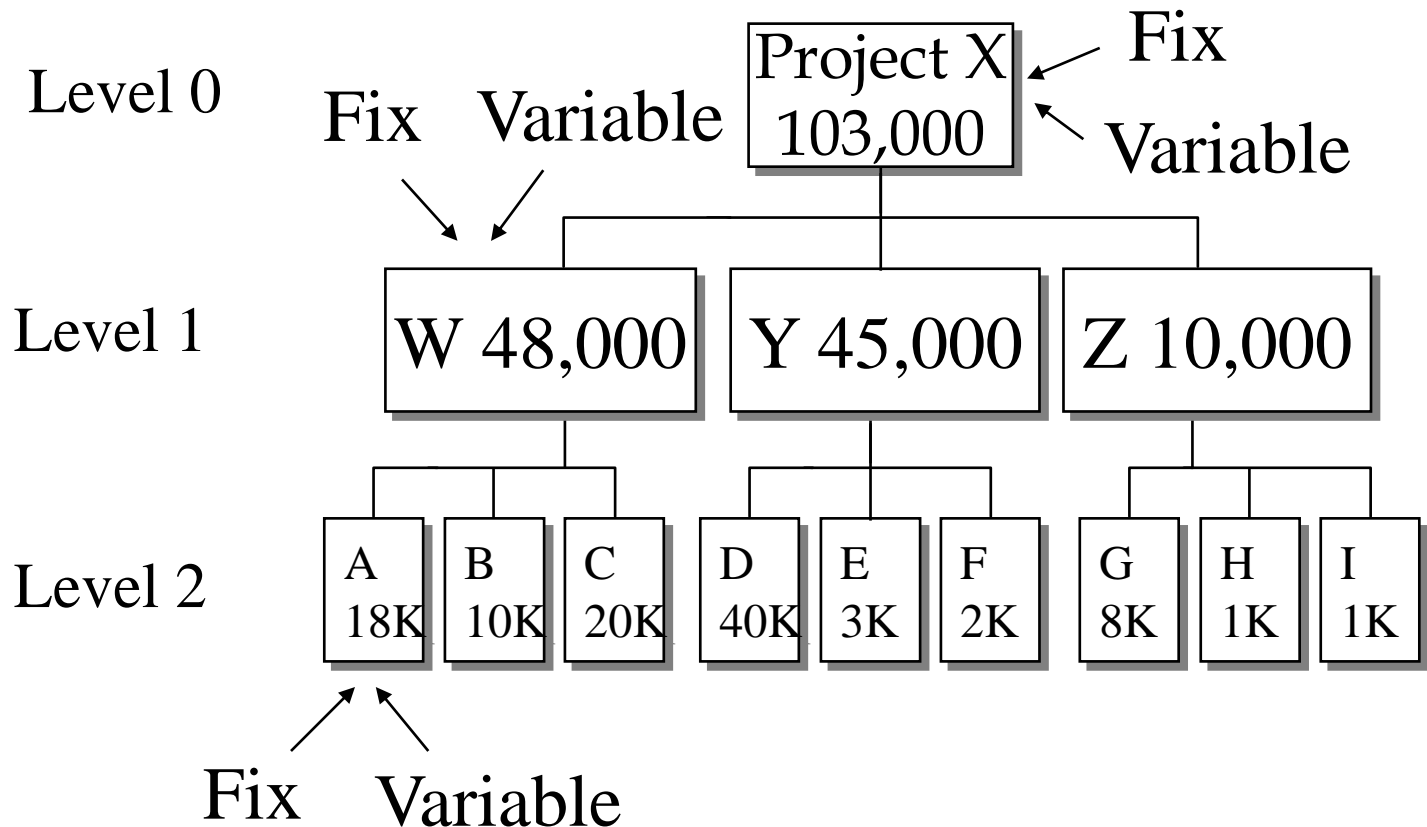 Project X
103,000
Fix
Variable
Level 0
Fix Variable
Level 1
W 48,000
Y 45,000
Z 10,000
Level 2
A
18K
B
10K
C
20K
D
40K
E
3K
F
2K
G
8K
H
1K
I
1K
Fix Variable